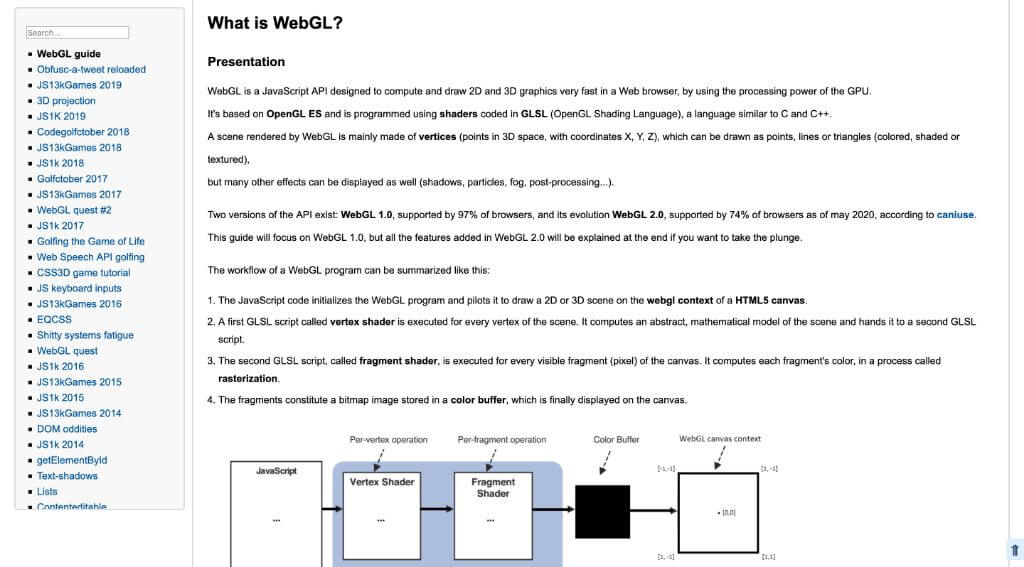 Search...
WebGL guide
Obfusc-a-tweet reloaded
JS13kGames 2019
3D projection
JS1K 2019
Codegolfctober 2018
JS13kGames 2018
JS1k 2018
Golfctober 2017
JS13kGames 2017
WebGL quest #2
JS1k 2017
Golfing the Game of Life
Web Speech API golfing
CSS3D game tutorial
JS keyboard inputs
JS13kGames 2016
EQCSS
Shitty systems fatigue
WebGL quest
JS1k 2016
JS13kGames 2015
JS1k 2015
JS13kGames 2014
DOM oddities
JS1k 2014
getElementById
Text-shadows
Lists
Contenteditable
What is WebGL?
Presentation
WebGL is a JavaScript API designed to compute and draw 2D and 3D graphics very fast in a Web browser, by using the processing power of the GPU.
It's based on OpenGL ES and is programmed using shaders coded in GLSL (OpenGL Shading Language), a language similar to C and C++.
A scene rendered by WebGL is mainly made of vertices (points in 3D space, with coordinates X, Y, Z), which can be drawn as points, lines or triangles (colored, shaded or
textured),
but many other effects can be displayed as well (shadows, particles, fog, post-processing...).
Two versions of the API exist: WebGL 1.0, supported by 97% of browsers, and its evolution WebGL 2.0, supported by 74% of browsers as of may 2020, according to caniuse.
This guide will focus on WebGL 1.0, but all the features added in WebGL 2.0 will be explained at the end if you want to take the plunge.
The workflow of a WebGL program can be summarized like this:
1. The JavaScript code initializes the WebGL program and pilots it to draw a 2D or 3D scene on the webgl context of a HTML5 canvas.
2. A first GLSL script called vertex shader is executed for every vertex of the scene. It computes an abstract, mathematical model of the scene and hands it to a second GLSL
script.
3. The second GLSL script, called fragment shader, is executed for every visible fragment (pixel) of the canvas. It computes each fragment's color, in a process called
rasterization.
4. The fragments constitute a bitmap image stored in a color buffer, which is finally displayed on the canvas.
Per-vertex operation
Per-fragment operation
Color Buffer
WebGL canvas context
JavaScript
...
Vertex Shader
...
Fragment
Shader
...
[-1,-1]
[1, -1]
[0,0]
[1, -1]
[1,1]